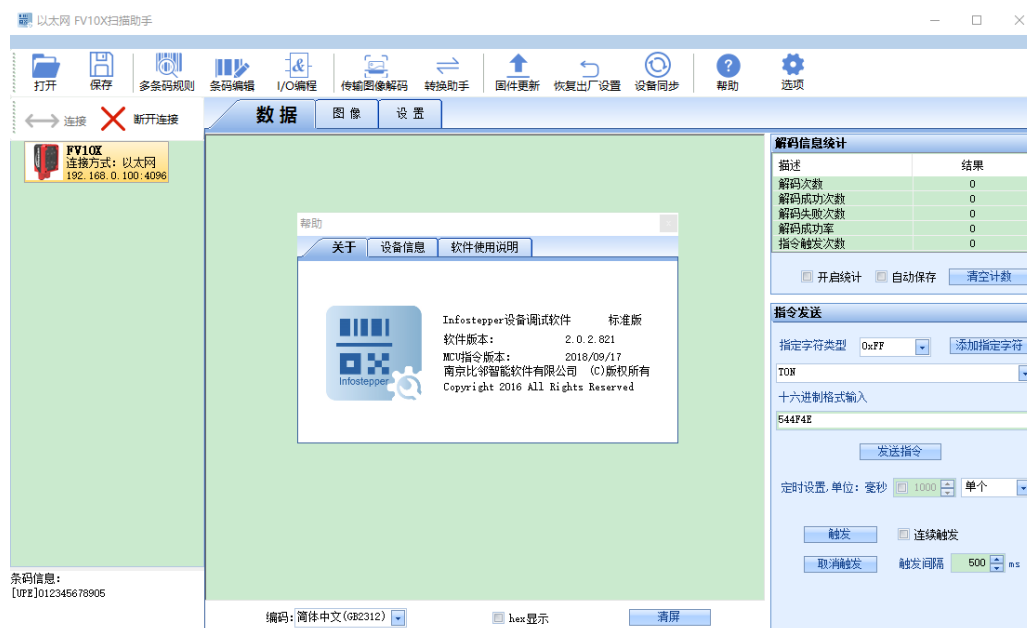 以太网 FV10X扫描助手
打开 保存 多条码规则 条码编辑 I/O编程 传输图像解码 转换助手 固件更新 恢复出厂设置 设备同步 帮助 选项
连接 断开连接
数据 图像 设置
FV10X
连接方式：以太网
192.168.0.100:4096
解码信息统计
描述 结果
解码次数 0
解码成功次数 0
解码失败次数 0
解码成功率 0
指令触发次数 0
开启统计 自动保存 清空计数
帮助
关于 设备信息 软件使用说明
Infostepper
Infostepper设备调试软件 标准版
软件版本： 2.0.2.821
MCU指令版本： 2018/09/17
南京比邻智能软件有限公司 (C)版权所有
Copyright 2016 All Rights Reserved
指令发送
指定字符类型 0xFF 添加指定字符
TON
十六进制格式输入
544F4E
发送指令
定时设置,单位：毫秒 1000 单个
触发 连续触发
取消触发 触发间隔 500 ms
条码信息：
[UPE]012345678905
编码: 简体中文(GB2312) hex显示 清屏